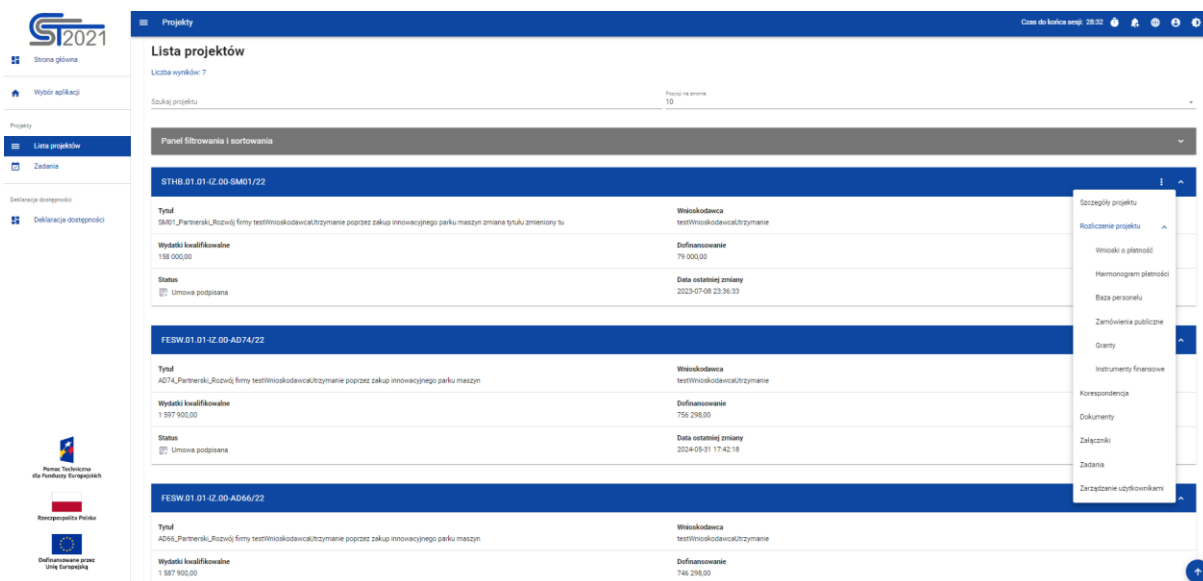 ST2021
Projekty
Czas do końca sesji: 28:32
Strona główna
Wybór aplikacji
Projekty
Lista projektów
Zadania
Deklaracja dostępności
Deklaracja dostępności
Pomoc Techniczna
dla Funduszy Europejskich
Rzeczpospolita Polska
Dofinansowane przez
Unię Europejską
Lista projektów
Liczba wyników: 7
Szukaj projektu
Pozycji na stronie
10
Panel filtrowania i sortowania
STHB.01.01-IZ.00-SM01/22
Tytuł
SM01_Partnerski_Rozwój firmy testWnioskodawcaUtrzymanie poprzez zakup innowacyjnego parku maszyn zmiana tytułu zmieniony tu
Wnioskodawca
testWnioskodawcaUtrzymanie
Wydatki kwalifikowalne
158 000,00
Dofinansowanie
79 000,00
Status
Umowa podpisana
Data ostatniej zmiany
2023-07-08 23:36:33
FESW.01.01-IZ.00-AD74/22
Tytuł
AD74_Partnerski_Rozwój firmy testWnioskodawcaUtrzymanie poprzez zakup innowacyjnego parku maszyn
Wnioskodawca
testWnioskodawcaUtrzymanie
Wydatki kwalifikowalne
1 597 900,00
Dofinansowanie
756 298,00
Status
Umowa podpisana
Data ostatniej zmiany
2024-05-31 17:42:18
FESW.01.01-IZ.00-AD66/22
Tytuł
AD66_Partnerski_Rozwój firmy testWnioskodawcaUtrzymanie poprzez zakup innowacyjnego parku maszyn
Wnioskodawca
testWnioskodawcaUtrzymanie
Wydatki kwalifikowalne
1 587 900,00
Dofinansowanie
746 298,00
Szczegóły projektu
Rozliczenie projektu
Wnioski o płatność
Harmonogram płatności
Baza personelu
Zamówienia publiczne
Granty
Instrumenty finansowe
Korespondencja
Dokumenty
Załączniki
Zadania
Zarządzanie użytkownikami